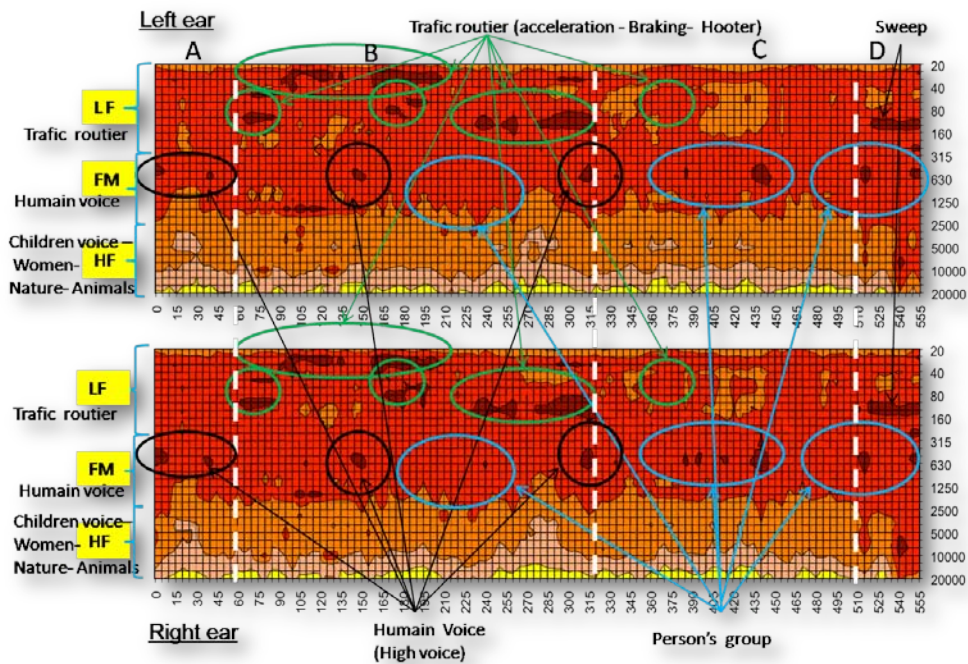 Left ear
Trafic routier (acceleration – Braking– Hooter)
Sweep
A
B
C
D
LF
Trafic routier
FM
Humain voice
Children voice –
Women-
HF
Nature- Animals
20
40
80
160
315
630
1250
2500
5000
10000
20000
0 15 30 45 60 75 90 105 120 135 150 165 180 195 210 225 240 255 270 285 300 315 330 345 360 375 390 405 420 435 450 465 480 495 510 525 540 555
LF
Trafic routier
FM
Humain voice
Children voice–
Women-
HF
Nature- Animals
20
40
80
160
315
630
1250
2500
5000
10000
20000
0 15 30 45 60 75 90 105 120 135 150 165 180 195 210 225 240 255 270 285 300 315 330 345 360 375 390 405 420 435 450 465 480 495 510 525 540 555
Right ear
Humain Voice
(High voice)
Person's group